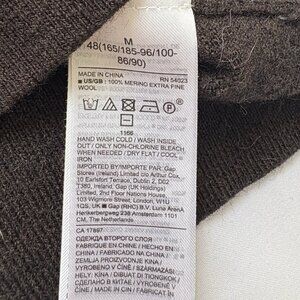 M
48(165/185-96/100-
86/90)
MADE IN CHINA RN 54023
■ US/GB : 100% MERINO EXTRA FINE
WOOL
1166
HAND WASH COLD / WASH INSIDE
OUT / ONLY NON-CHLORINE BLEACH
WHEN NEEDED / DRY FLAT / COOL
IRON
IMPORTED BY/IMPORTE PAR: Gap
Stores (Ireland) Limited c/o Arthur Cox,
10 Earlsfort Terrace, Dublin 2, D02
T380, Ireland, Gap (UK Holdings)
Limited, 2nd Floor Nations House,
103 Wigmore Street, London, W1U
1QS, UK ■ Gap (RHC) B.V. Luna Arena
Herikerbergweg 238 Amsterdam 1101
CM, The Netherlands
CA 17897
ОДЕЖДА ВТОРОГО СЛОЯ
FABRIQUE EN CHINE / HECHO EN
CHINA / FABBRICATO IN CINA /
ZEMLJA PROIZVODNJE KINA /
VYROBENO V ČÍNĚ / SZÁRMAZÁSI
HELY: KÍNA /
VYROBENÉ V ČÍNE /